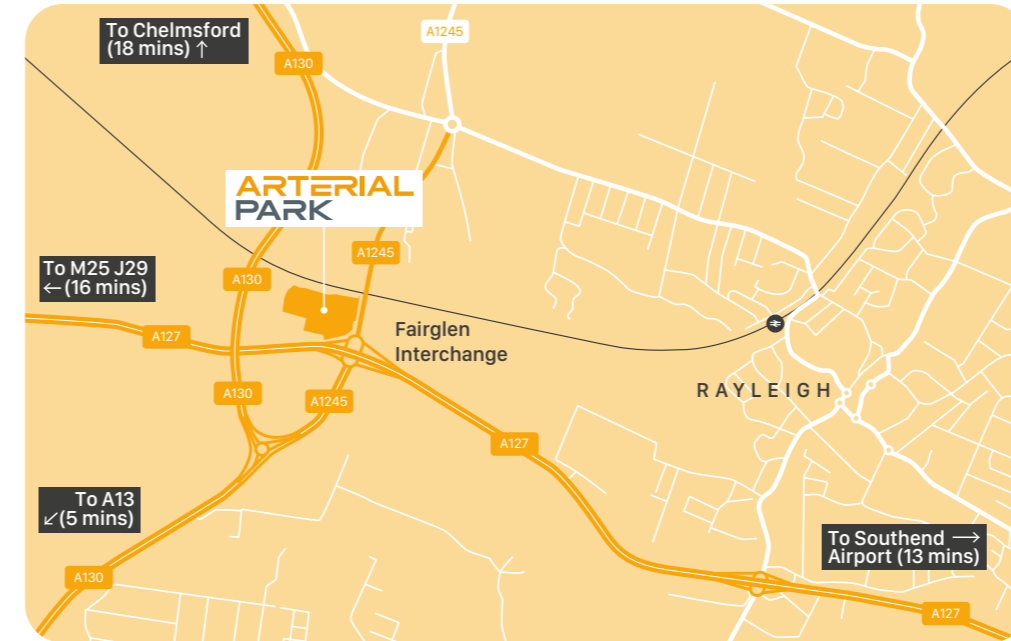 To Chelmsford
(18 mins) ↑
A1245
A130
ARTERIAL
PARK
A1245
To M25 J29
←(16 mins)
A130
A127
Fairglen
Interchange
RAYLEIGH
A130
A1245
A127
To A13
↙(5 mins)
To Southend →
Airport (13 mins)
A130
A127